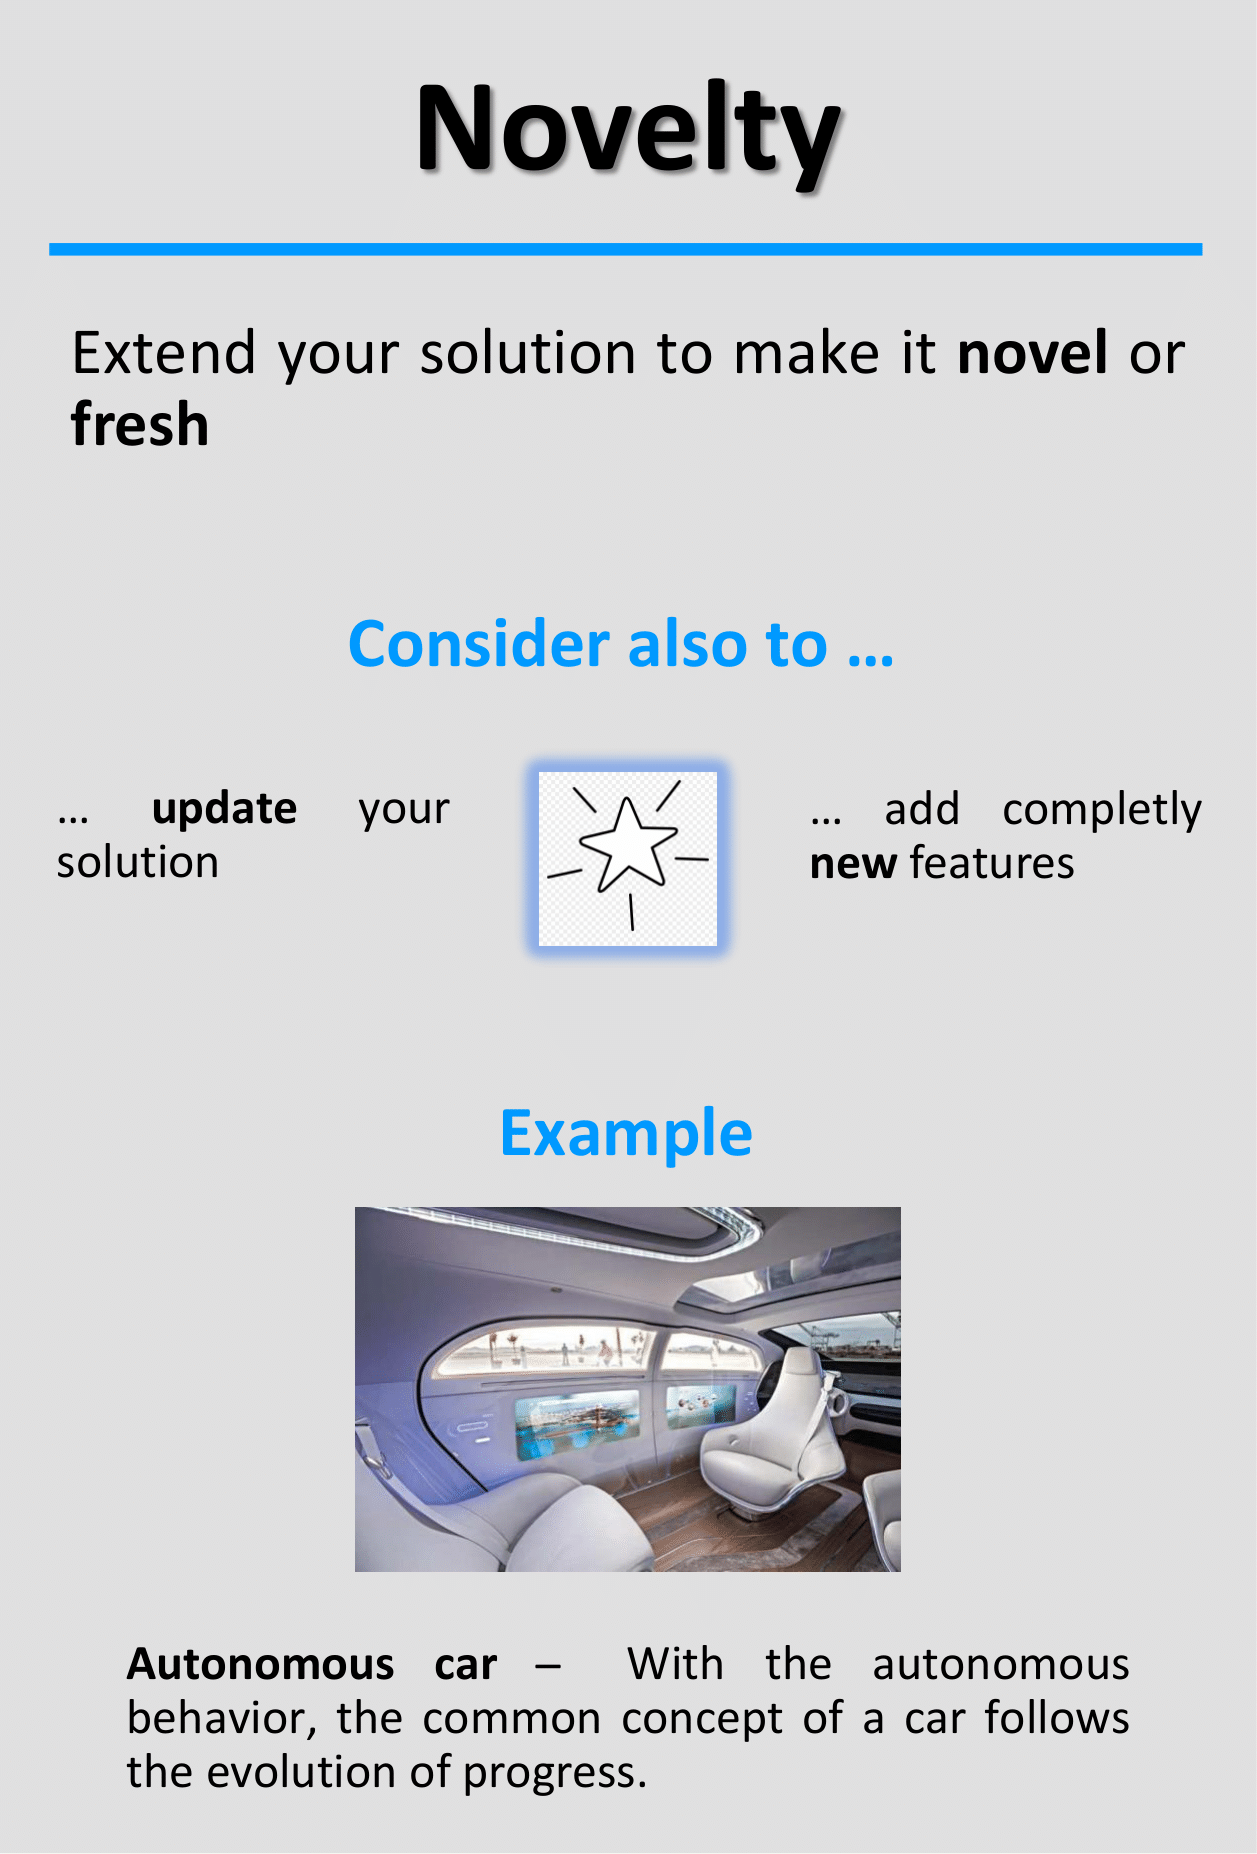 Novelty
Extend your solution to make it novel or
fresh
Consider also to ...
... update your
solution
... add completly
new features
Example
Autonomous car – With the autonomous
behavior, the common concept of a car follows
the evolution of progress.